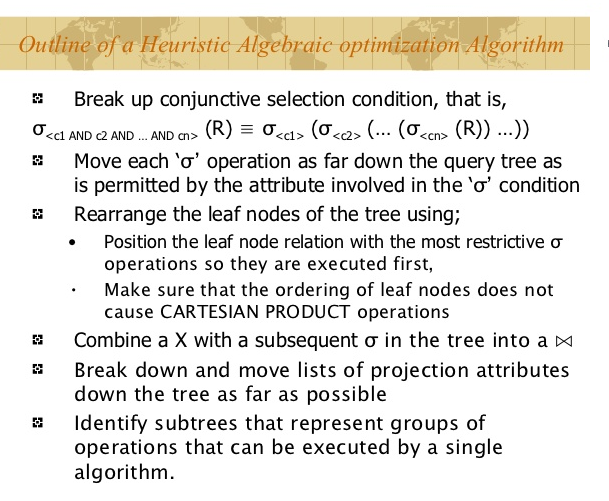 Outline of a Heuristic Algebraic optimization Algorithm
Break up conjunctive selection condition, that is,
σ<c1 AND c2 AND ... AND cn> (R) ≡ σ<c1> (σ<c2> (... (σ<cn> (R)) ...))
Move each ‘σ’ operation as far down the query tree as
is permitted by the attribute involved in the ‘σ’ condition
Rearrange the leaf nodes of the tree using;
• Position the leaf node relation with the most restrictive σ
operations so they are executed first,
· Make sure that the ordering of leaf nodes does not
cause CARTESIAN PRODUCT operations
Combine a X with a subsequent σ in the tree into a ⋈
Break down and move lists of projection attributes
down the tree as far as possible
Identify subtrees that represent groups of
operations that can be executed by a single
algorithm.